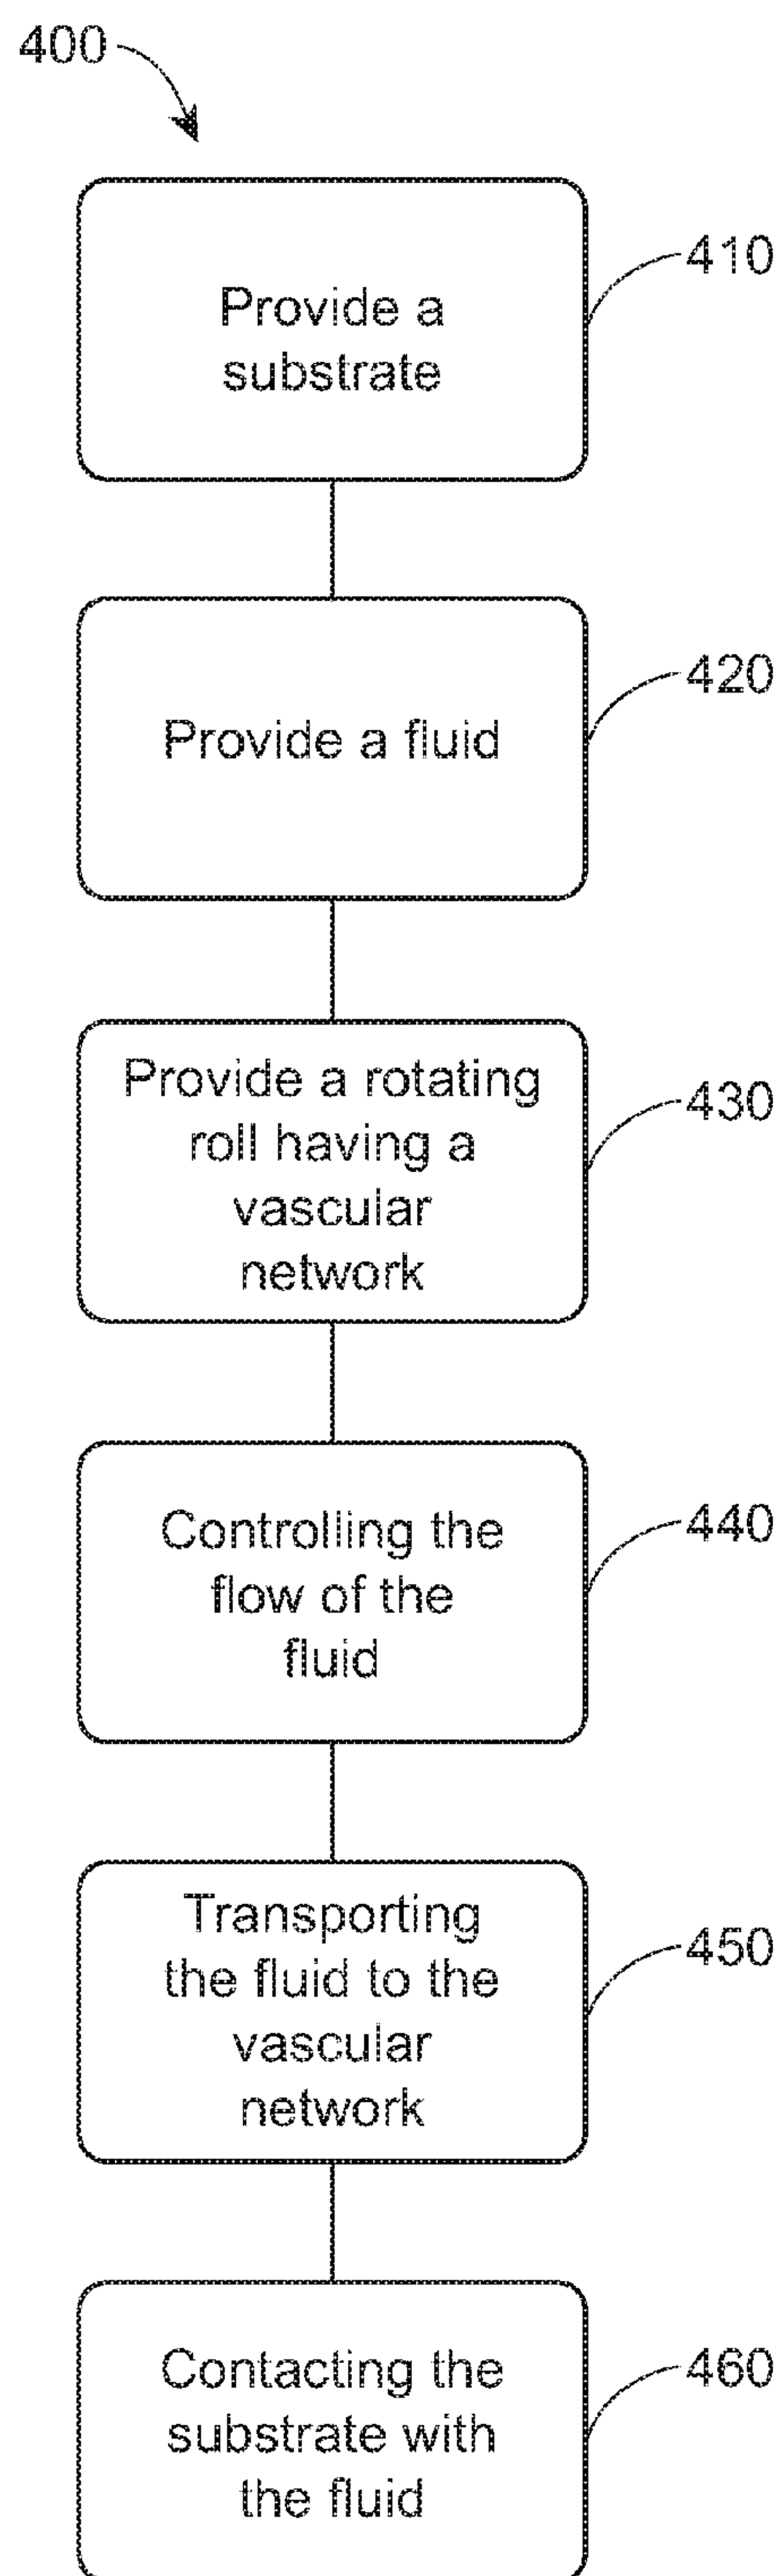 400
Provide a
substrate
410
Provide a fluid
420
Provide a rotating
roll having a
vascular
network
430
Controlling the
flow of the
fluid
440
Transporting
the fluid to the
vascular
network
450
Contacting the
substrate with
the fluid
460